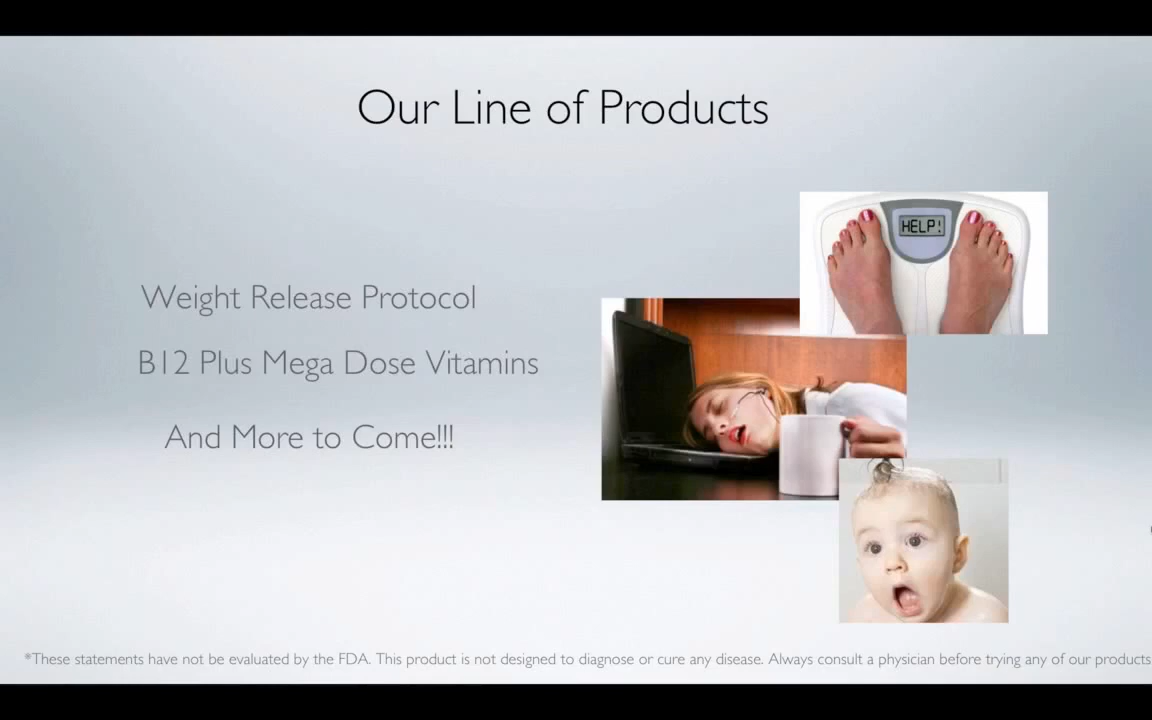 Our Line of Products
HELP!
Weight Release Protocol
B12 Plus Mega Dose Vitamins
And More to Come!!!
*These statements have not been evaluated by the FDA. This product is not designed to diagnose or cure any disease. Always consult a physician before trying any of our products